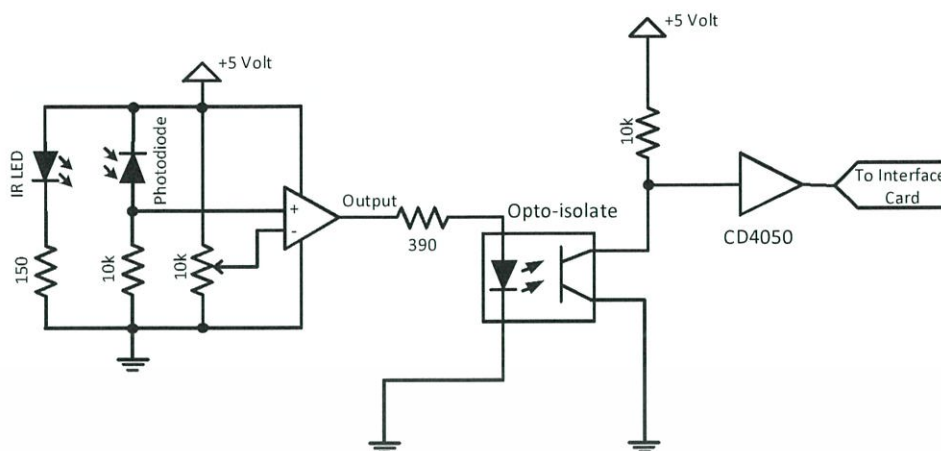 +5 Volt
+5 Volt
IR LED
Photodiode
10k
150
10k
10k
+
-
Output
390
Opto-isolate
CD4050
To Interface
Card